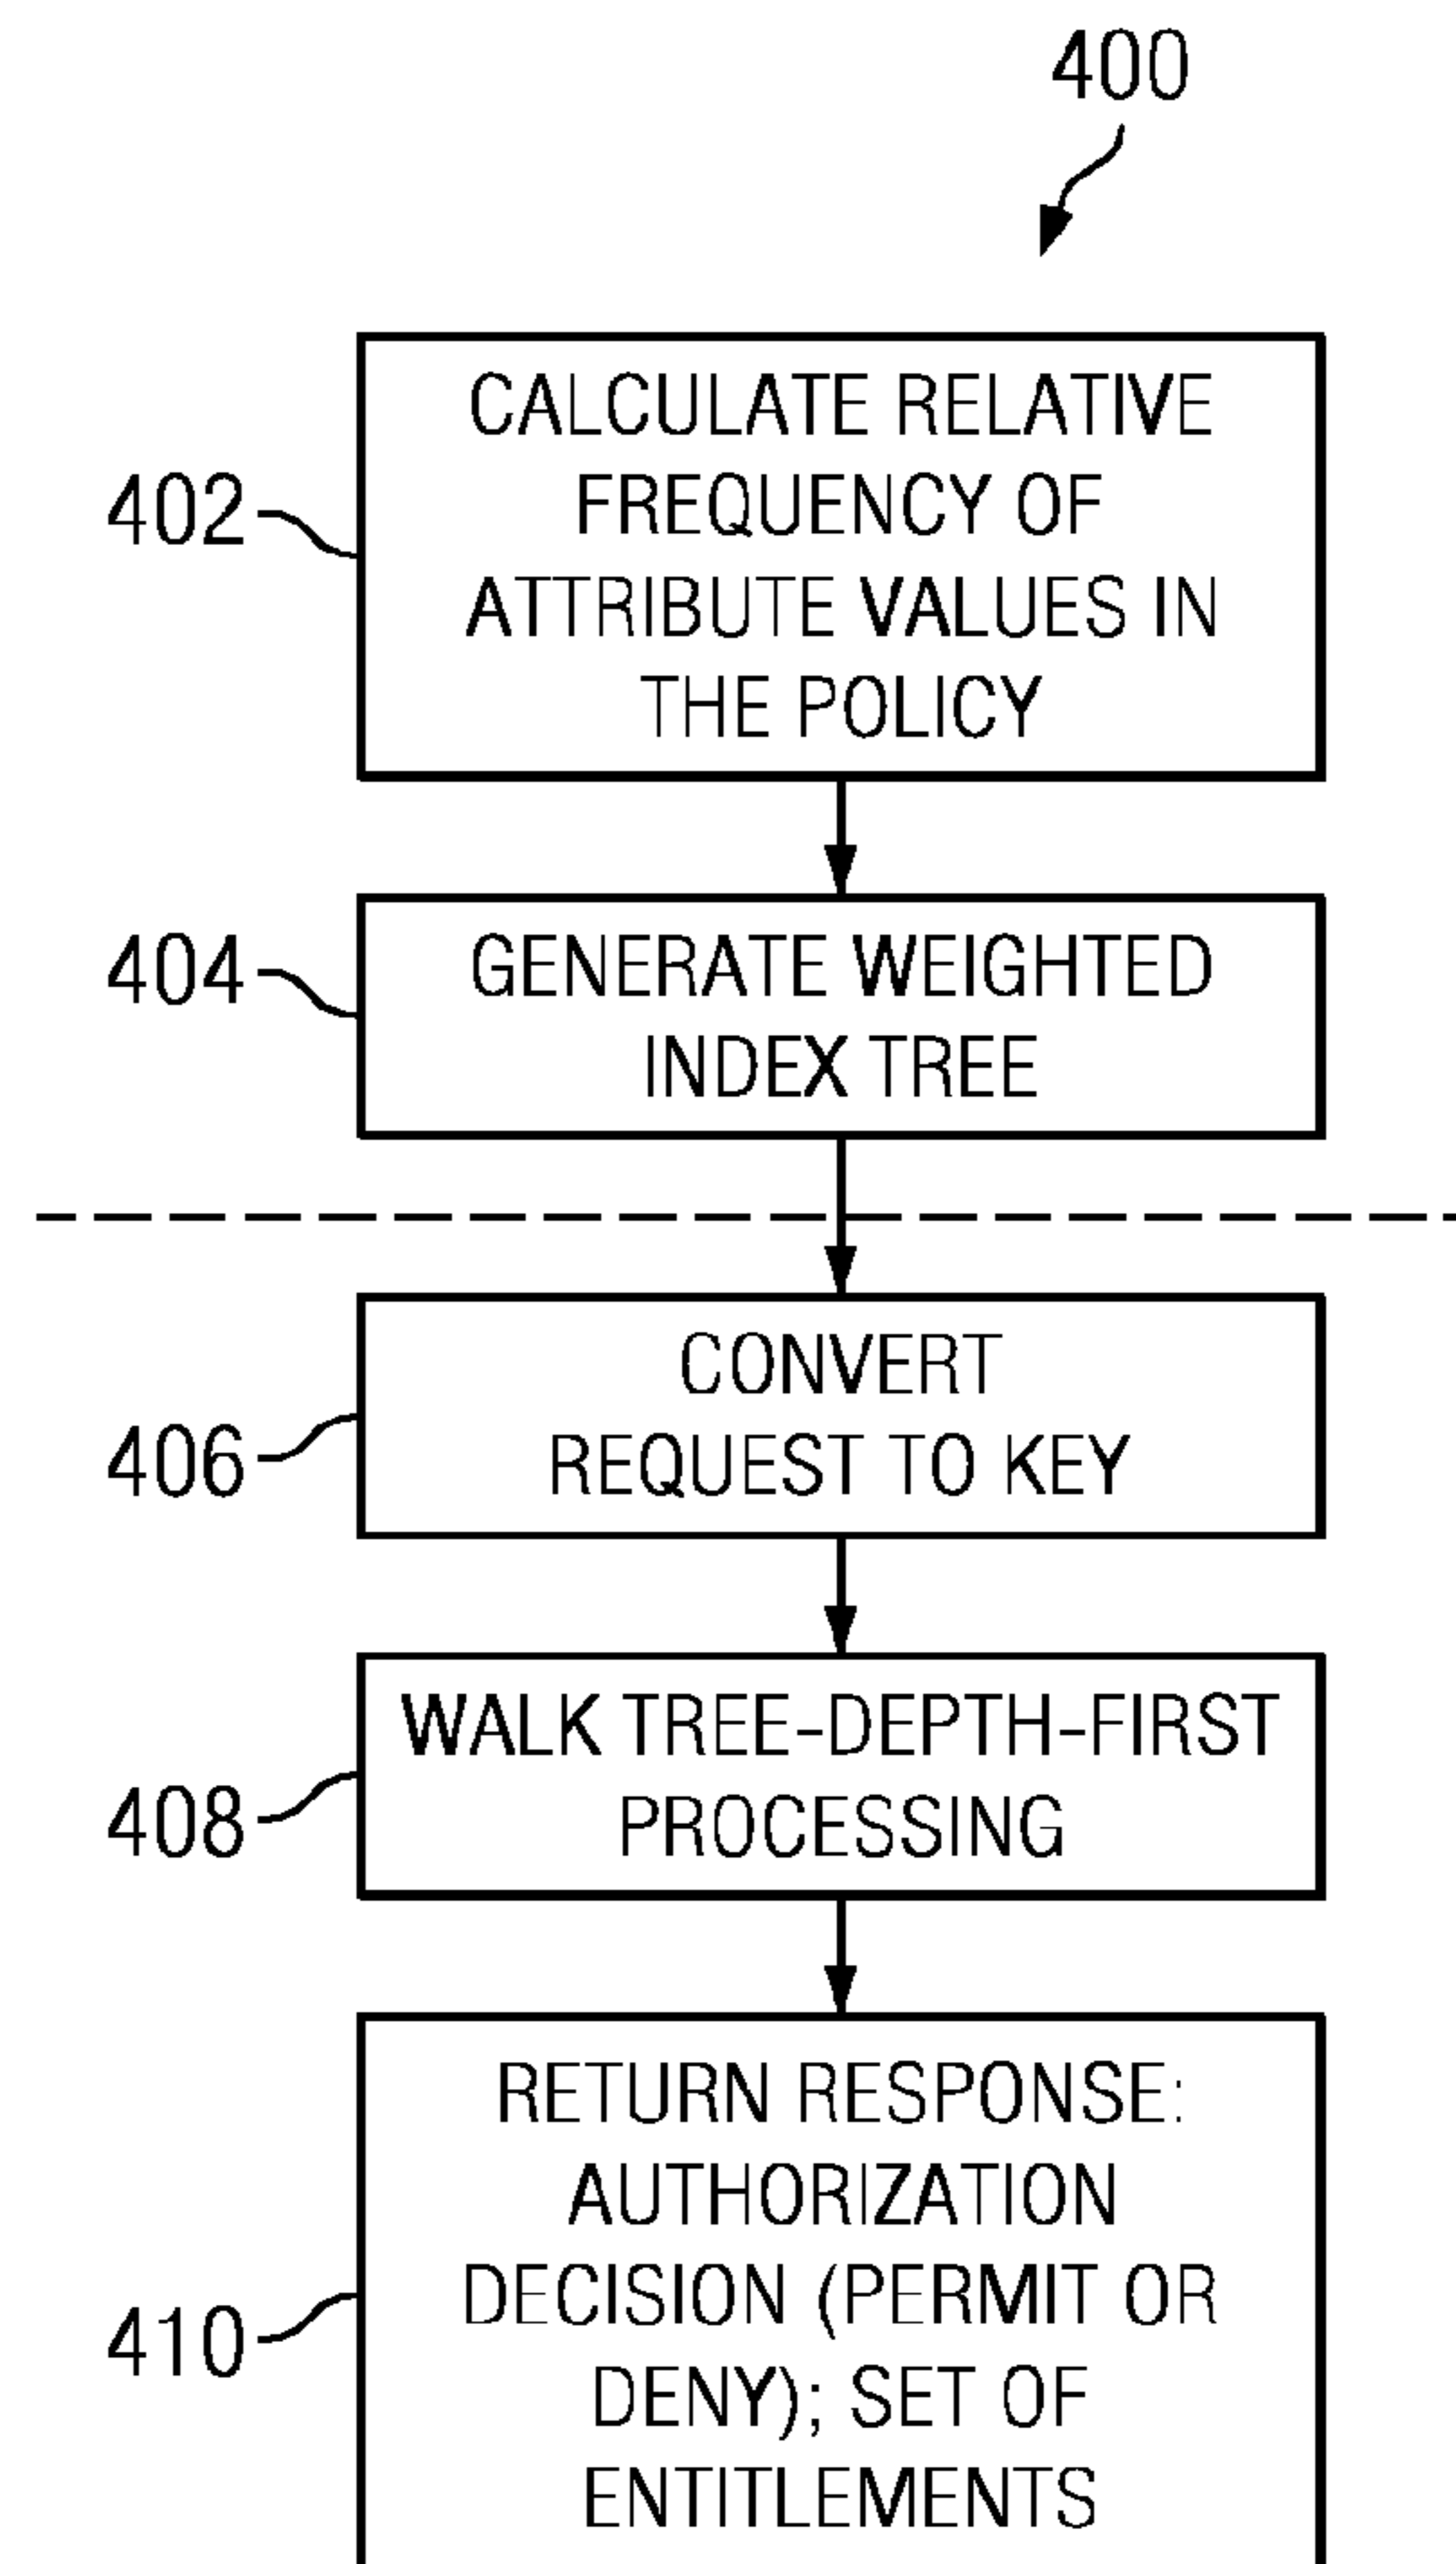 400
CALCULATE RELATIVE
FREQUENCY OF
ATTRIBUTE VALUES IN
THE POLICY
402
GENERATE WEIGHTED
INDEX TREE
404
CONVERT
REQUEST TO KEY
406
WALK TREE-DEPTH-FIRST
PROCESSING
408
RETURN RESPONSE:
AUTHORIZATION
DECISION (PERMIT OR
DENY); SET OF
ENTITLEMENTS
410